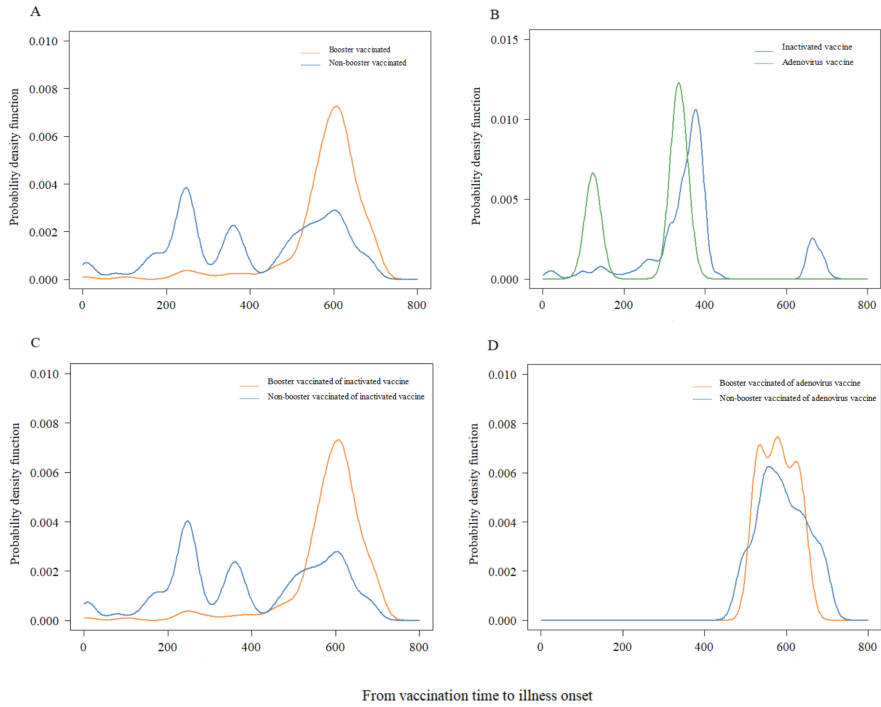 A
0.010
0.008
0.006
0.004
0.002
0.000
Probability density function
Booster vaccinated
Non-booster vaccinated
0 200 400 600 800
B
0.015
0.010
0.005
0.000
Probability density function
Inactivated vaccine
Adenovirus vaccine
0 200 400 600 800
C
0.010
0.008
0.006
0.004
0.002
0.000
Probability density function
Booster vaccinated of inactivated vaccine
Non-booster vaccinated of inactivated vaccine
0 200 400 600 800
D
0.010
0.008
0.006
0.004
0.002
0.000
Probability density function
Booster vaccinated of adenovirus vaccine
Non-booster vaccinated of adenovirus vaccine
0 200 400 600 800
From vaccination time to illness onset